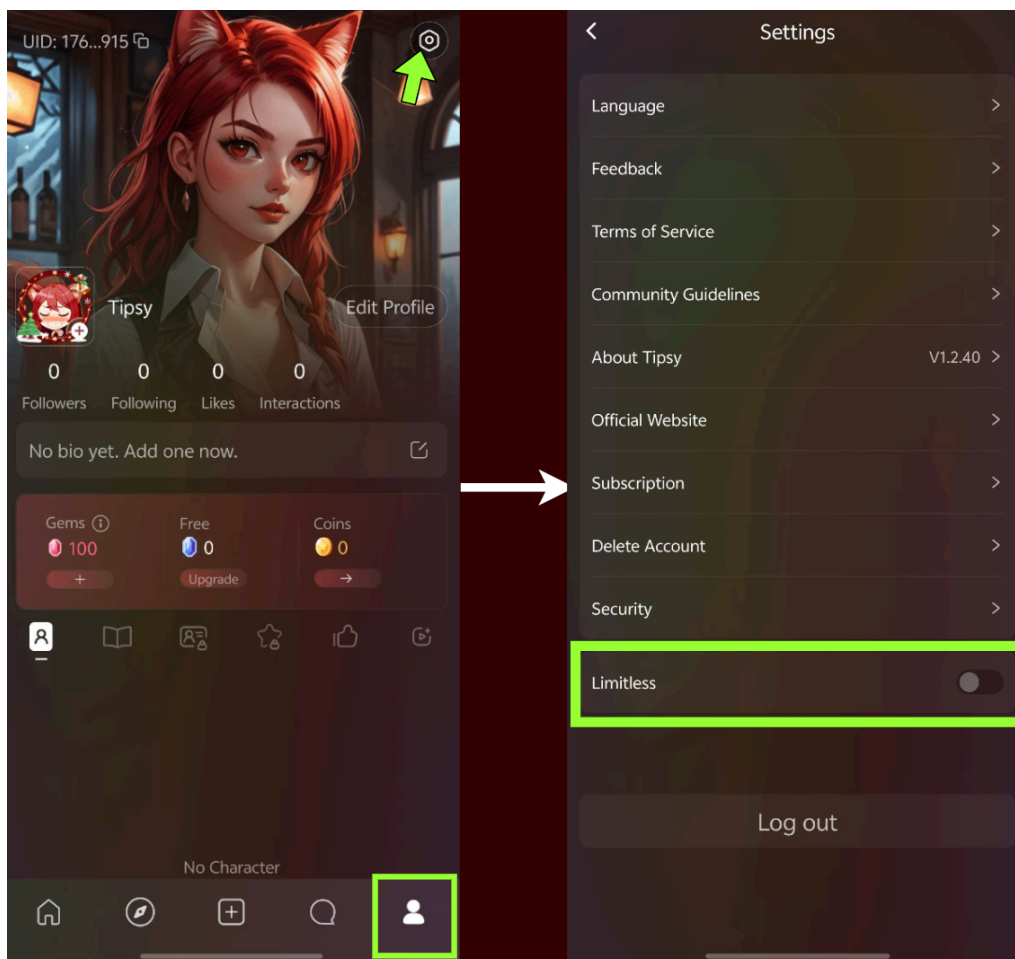 UID: 176...915
Tipsy
Edit Profile
0 0 0 0
Followers Following Likes Interactions
No bio yet. Add one now.
Gems Free Coins
100 0 0
+ Upgrade →
No Character
Settings
Language
Feedback
Terms of Service
Community Guidelines
About Tipsy V1.2.40
Official Website
Subscription
Delete Account
Security
Limitless
Log out